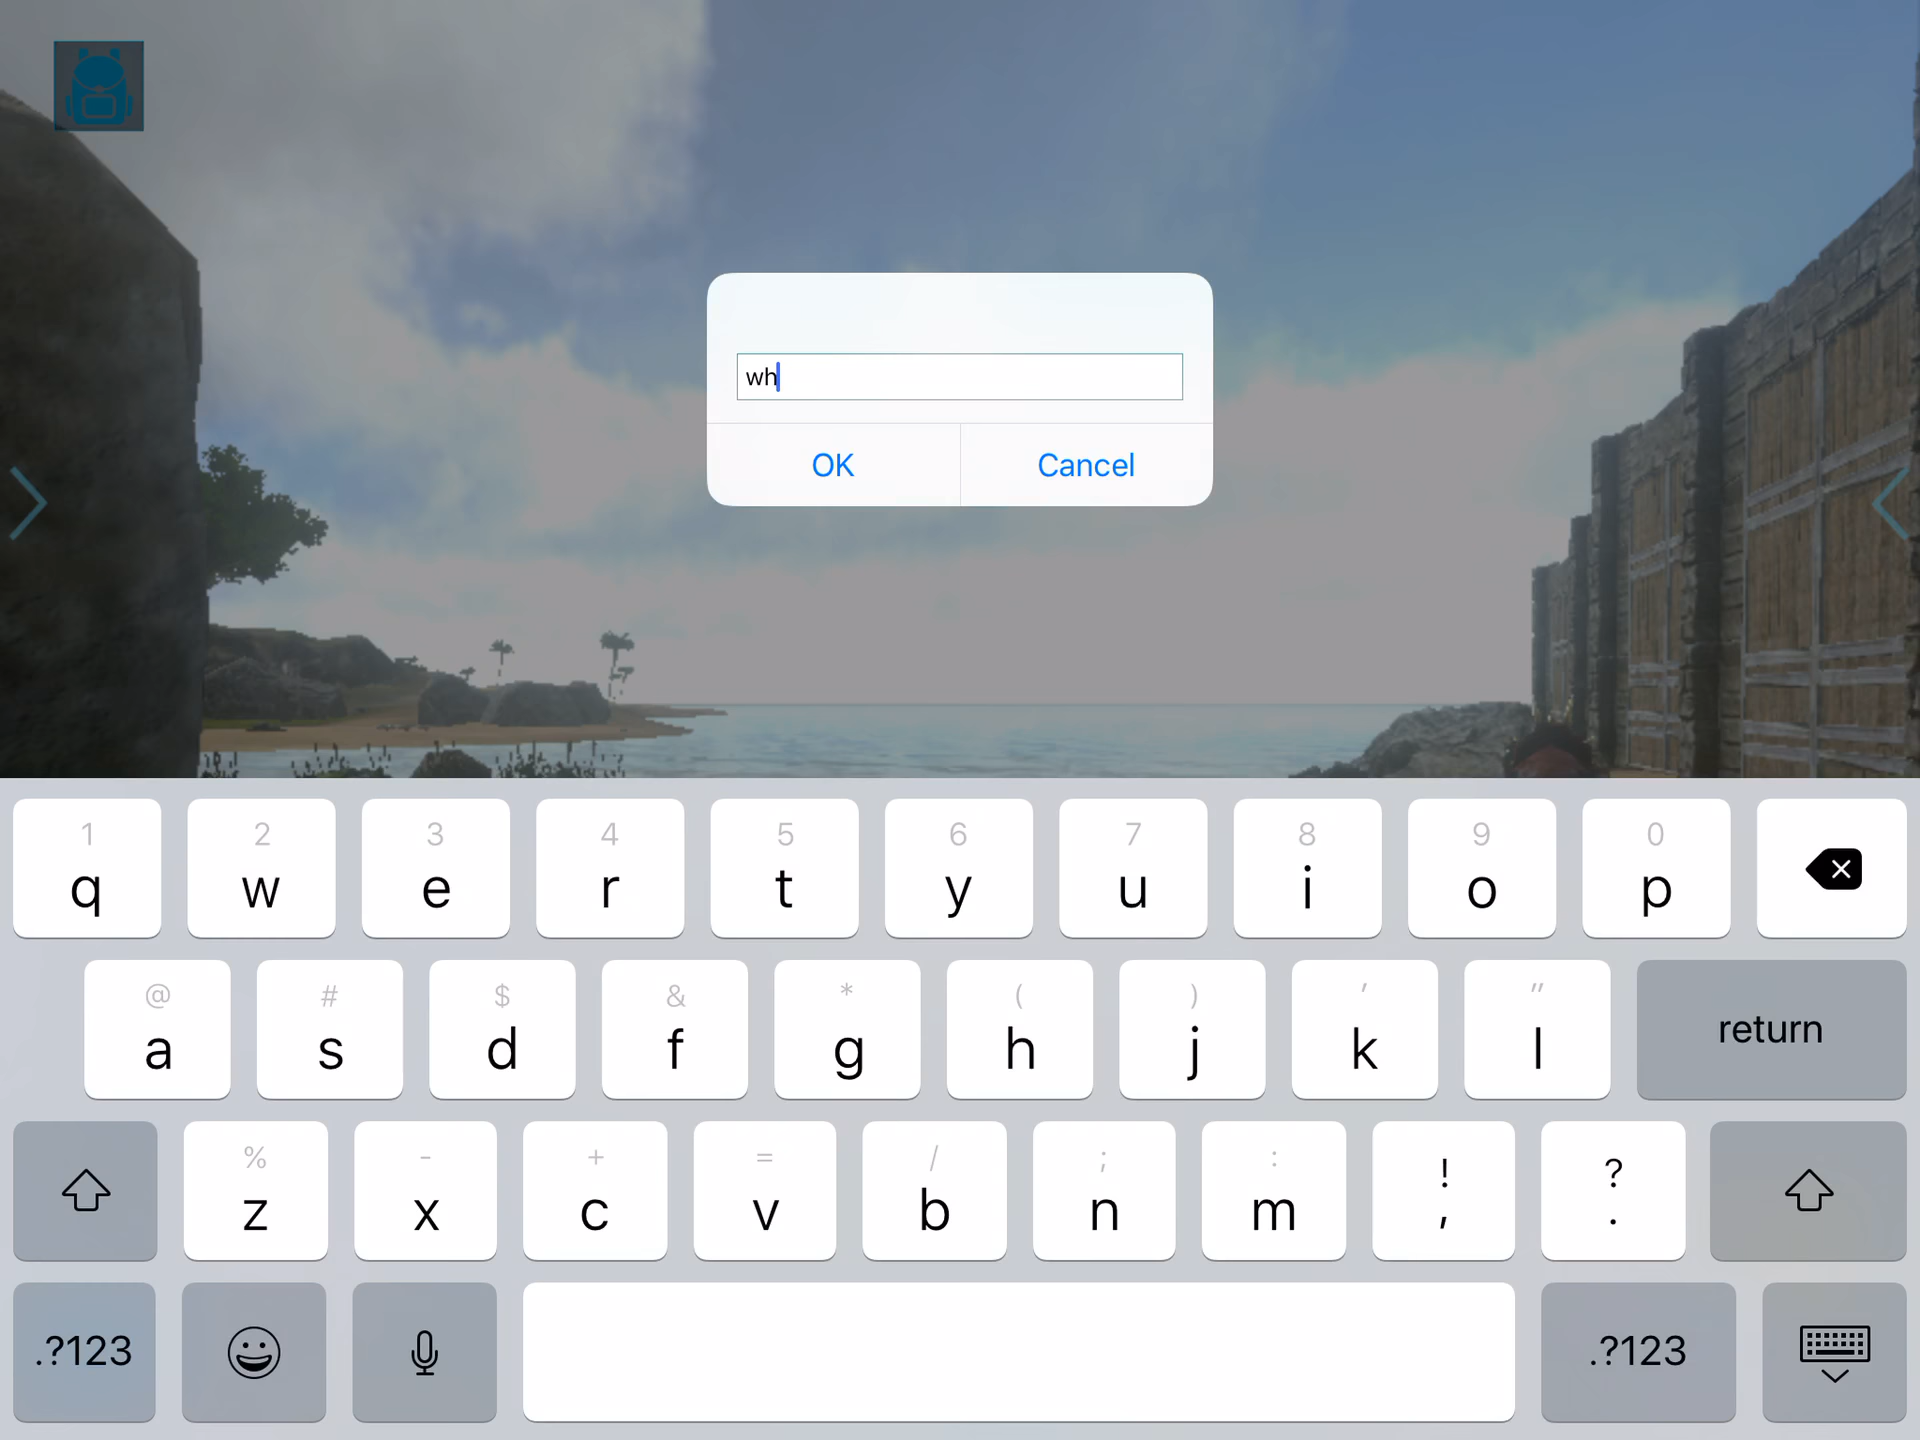 wh
OK Cancel
1 2 3 4 5 6 7 8 9 0
q w e r t y u i o p
@ # $ & * ( ) ' "
a s d f g h j k l return
% - + = / ; : ! ?
z x c v b n m , .
.?123 .?123